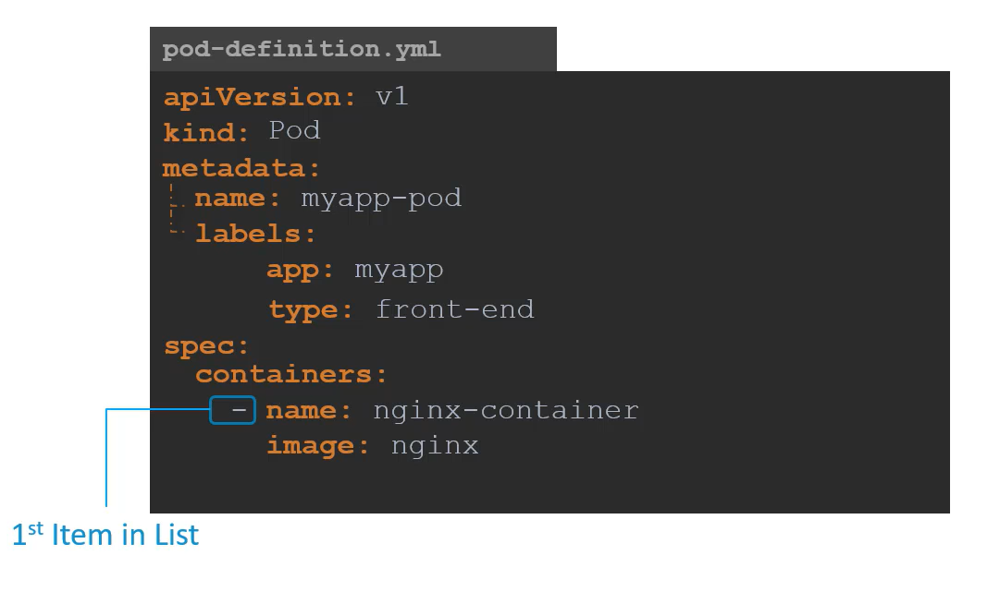 pod-definition.yml
apiVersion: v1
kind: Pod
metadata:
name: myapp-pod
labels:
app: myapp
type: front-end
spec:
containers:
- name: nginx-container
image: nginx
1st Item in List